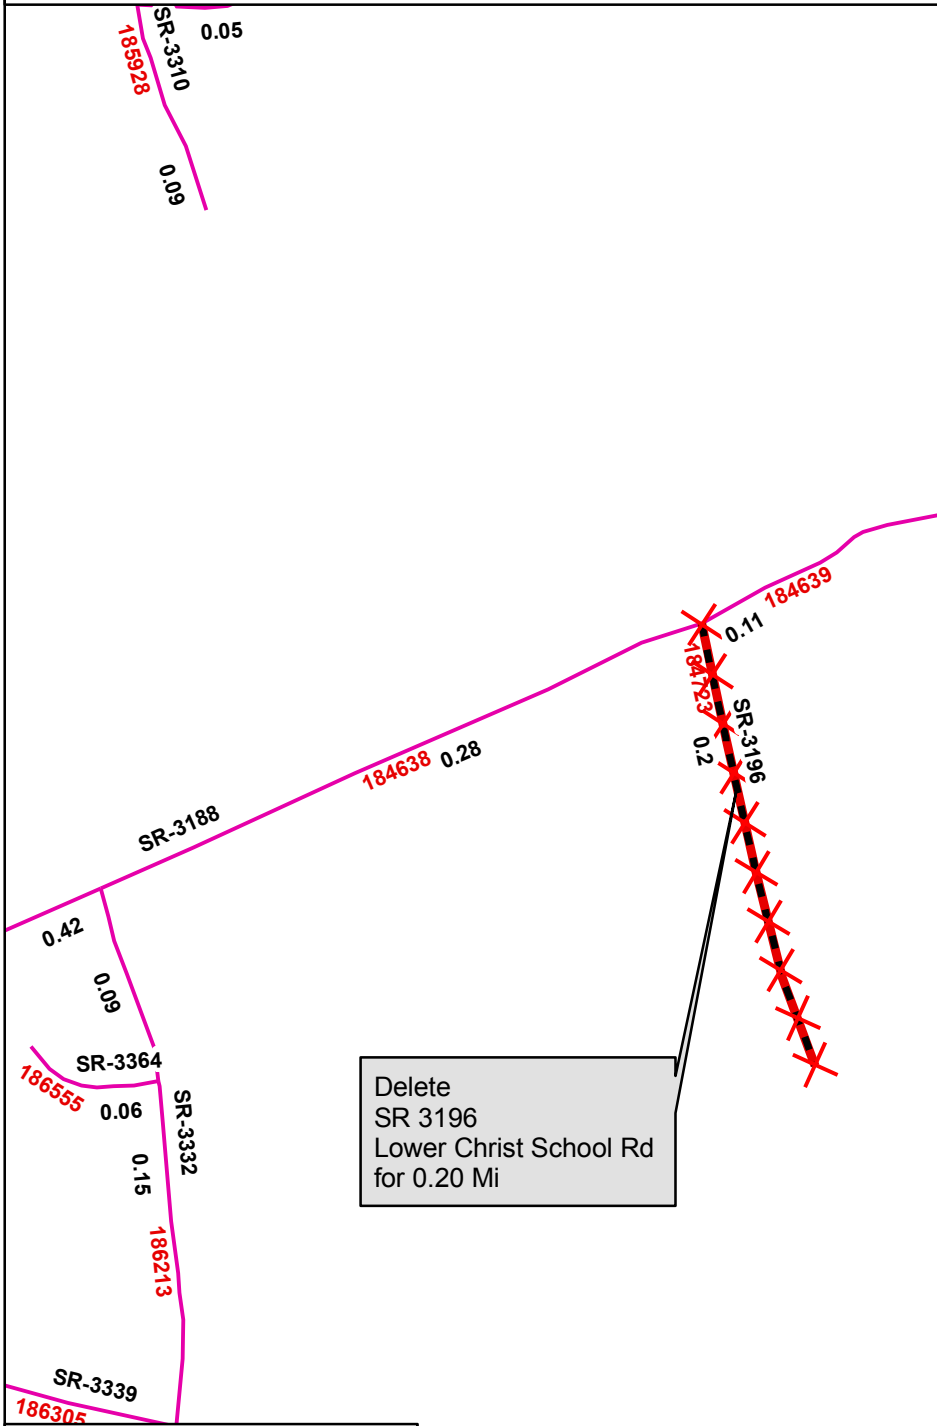 SR-3310
0.05
185928
0.09
184639
0.11
184723
SR-3196
0.2
184638
0.28
SR-3188
0.42
0.09
SR-3364
186555
0.06
SR-3332
0.15
186213
Delete
SR 3196
Lower Christ School Rd
for 0.20 Mi
SR-3339
186305